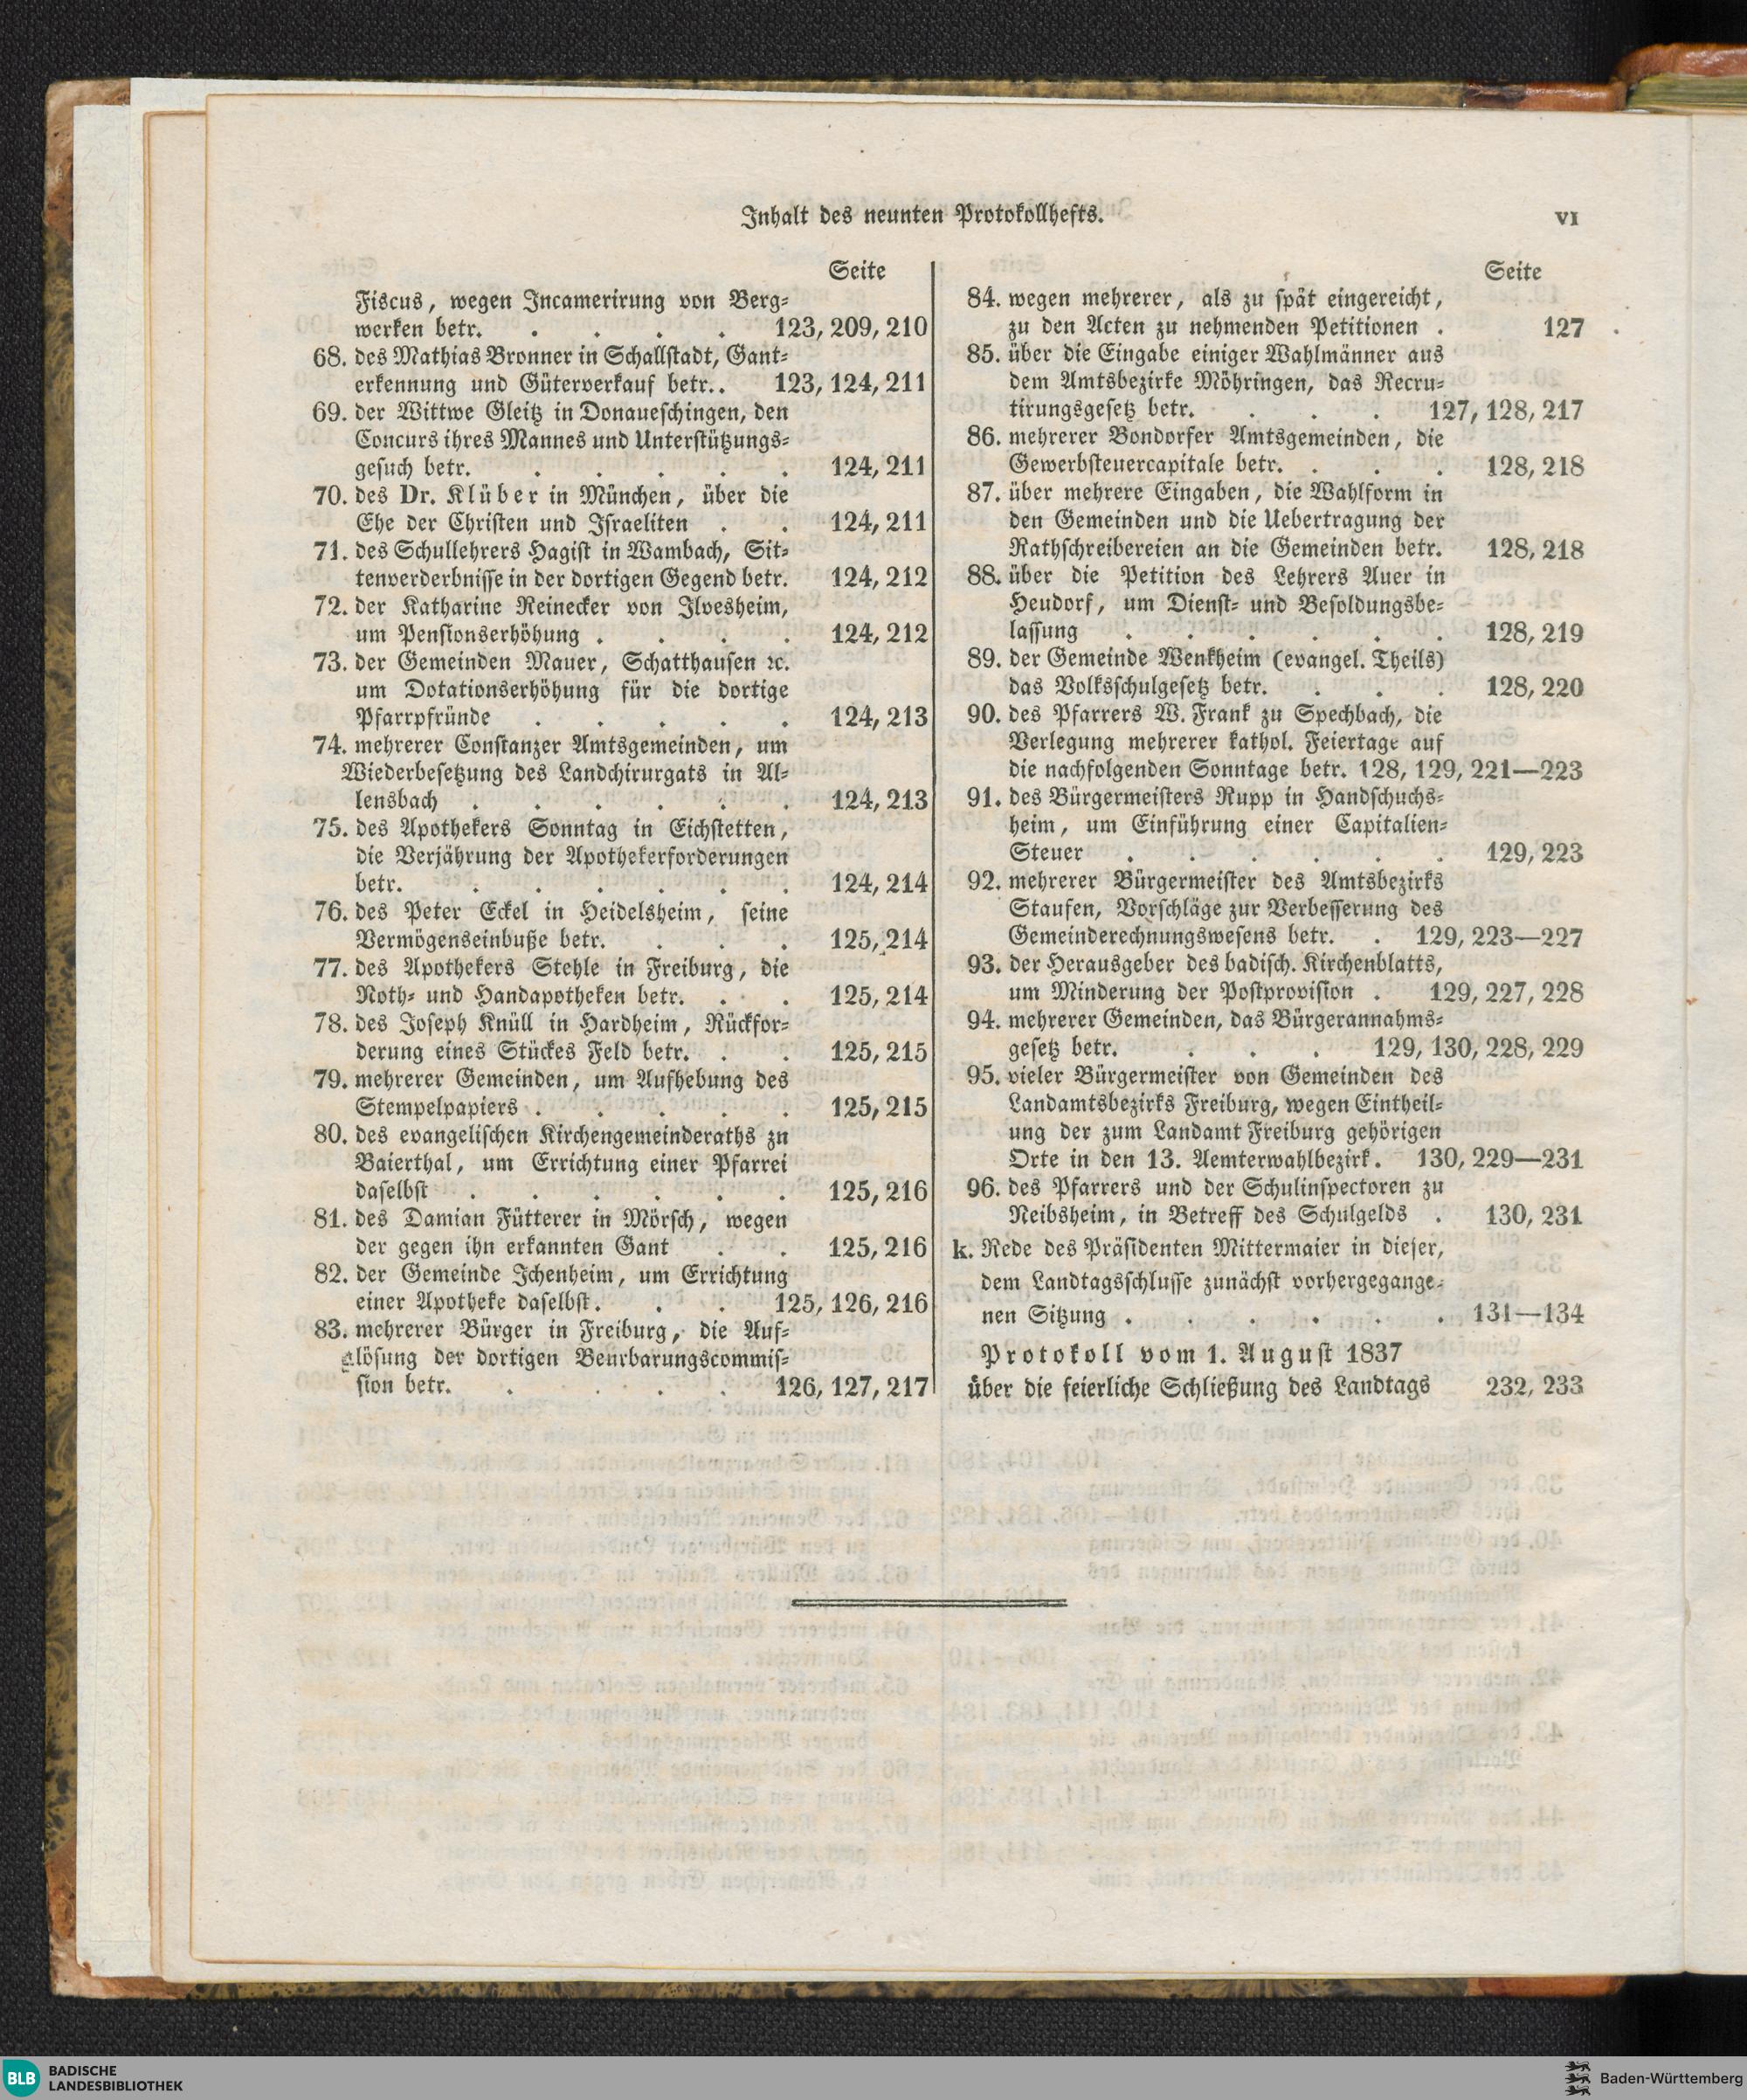 Inhalt des neunten Protokollhefts. VI
Seite
Fiscus, wegen Incamerirung von Berg-
werken betr. . . . . 123, 209, 210
68. des Mathias Bronner in Schallstadt, Gant-
erkennung und Güterverkauf betr.. 123, 124, 211
69. der Wittwe Gleitz in Donaueschingen, den
Concurs ihres Mannes und Unterstützungs-
gesuch betr. . . . . . 124, 211
70. des Dr. Klüber in München, über die
Ehe der Christen und Israeliten . . 124, 211
71. des Schullehrers Hagist in Wambach, Sit-
tenverderbnisse in der dortigen Gegend betr. 124, 212
72. der Katharine Reinecker von Ilvesheim,
um Pensionserhöhung . . . . 124, 212
73. der Gemeinden Mauer, Schatthausen ꝛc.
um Dotationserhöhung für die dortige
Pfarrpfründe . . . . . 124, 213
74. mehrerer Constanzer Amtsgemeinden, um
Wiederbesetzung des Landchirurgats in Al-
lensbach . . . . . . 124, 213
75. des Apothekers Sonntag in Eichstetten,
die Verjährung der Apothekerforderungen
betr. . . . . . . 124, 214
76. des Peter Eckel in Heidelsheim, seine
Vermögenseinbuße betr. . . . 125, 214
77. des Apothekers Stehle in Freiburg, die
Noth- und Handapotheken betr. . . 125, 214
78. des Joseph Knüll in Hardheim, Rückfor-
derung eines Stückes Feld betr. . . 125, 215
79. mehrerer Gemeinden, um Aufhebung des
Stempelpapiers . . . . . 125, 215
80. des evangelischen Kirchengemeinderaths zu
Baierthal, um Errichtung einer Pfarrei
daselbst . . . . . . 125, 216
81. des Damian Fütterer in Mörsch, wegen
der gegen ihn erkannten Gant . . 125, 216
82. der Gemeinde Ichenheim, um Errichtung
einer Apotheke daselbst. . . 125, 126, 216
83. mehrerer Bürger in Freiburg, die Auf-
lösung der dortigen Beurbarungscommis-
sion betr. . . . . 126, 127, 217
Seite
84. wegen mehrerer, als zu spät eingereicht,
zu den Acten zu nehmenden Petitionen . 127
85. über die Eingabe einiger Wahlmänner aus
dem Amtsbezirke Möhringen, das Recru-
tirungsgesetz betr. . . . 127, 128, 217
86. mehrerer Bondorfer Amtsgemeinden, die
Gewerbsteuercapitale betr. . . . 128, 218
87. über mehrere Eingaben, die Wahlform in
den Gemeinden und die Uebertragung der
Rathschreibereien an die Gemeinden betr. 128, 218
88. über die Petition des Lehrers Auer in
Heudorf, um Dienst- und Besoldungsbe-
lassung . . . . . . 128, 219
89. der Gemeinde Wenkheim (evangel. Theils)
das Volksschulgesetz betr. . . . 128, 220
90. des Pfarrers W. Frank zu Spechbach, die
Verlegung mehrerer kathol. Feiertage auf
die nachfolgenden Sonntage betr. 128, 129, 221—223
91. des Bürgermeisters Rupp in Handschuchs-
heim, um Einführung einer Capitalien-
Steuer . . . . . . 129, 223
92. mehrerer Bürgermeister des Amtsbezirks
Staufen, Vorschläge zur Verbesserung des
Gemeinderechnungswesens betr. . 129, 223—227
93. der Herausgeber des badisch. Kirchenblatts,
um Minderung der Postprovision . 129, 227, 228
94. mehrerer Gemeinden, das Bürgerannahms-
gesetz betr. . . . 129, 130, 228, 229
95. vieler Bürgermeister von Gemeinden des
Landamtsbezirks Freiburg, wegen Eintheil-
ung der zum Landamt Freiburg gehörigen
Orte in den 13. Aemterwahlbezirk. 130, 229—231
96. des Pfarrers und der Schulinspectoren zu
Neibsheim, in Betreff des Schulgelds . 130, 231
k. Rede des Präsidenten Mittermaier in dieser,
dem Landtagsschlusse zunächst vorhergegange-
nen Sitzung . . . . . . 131—134
Protokoll vom 1. August 1837
über die feierliche Schließung des Landtags 232, 233
BLB BADISCHE
LANDESBIBLIOTHEK
Baden-Württemberg